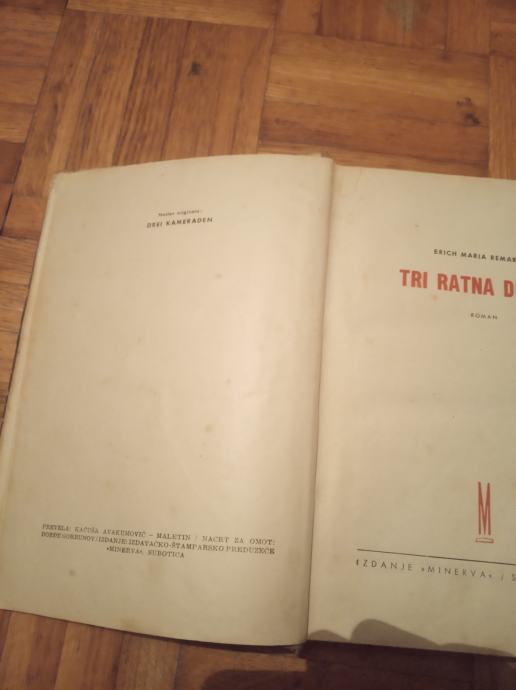 Naslov originala:
DREI KAMERADEN
PREVELA: KAĆUŠA AVAKUMOVIĆ – MALETIN / NACRT ZA OMOT:
ĐORĐE GORBUNOV / IZDANJE: IZDAVAČKO-ŠTAMPARSKO PREDUZEĆE
»MINERVA«, SUBOTICA
ERICH MARIA REMAR
TRI RATNA D
ROMAN
M
IZDANJE »MINERVA« / S